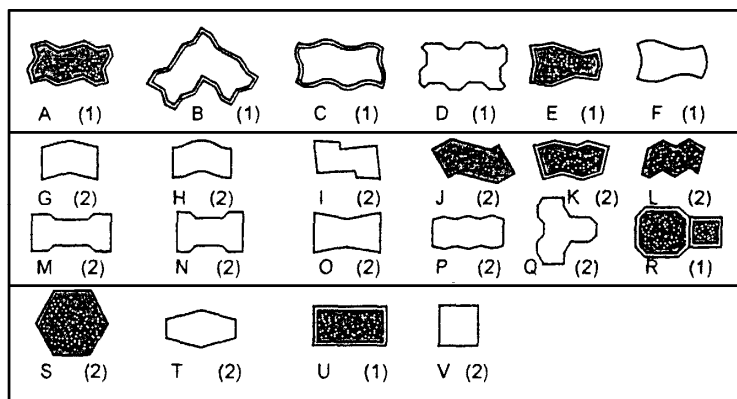 A (1) B (1) C (1) D (1) E (1) F (1)
G (2) H (2) I (2) J (2) K (2) L (2)
M (2) N (2) O (2) P (2) Q (2) R (1)
S (2) T (2) U (1) V (2)